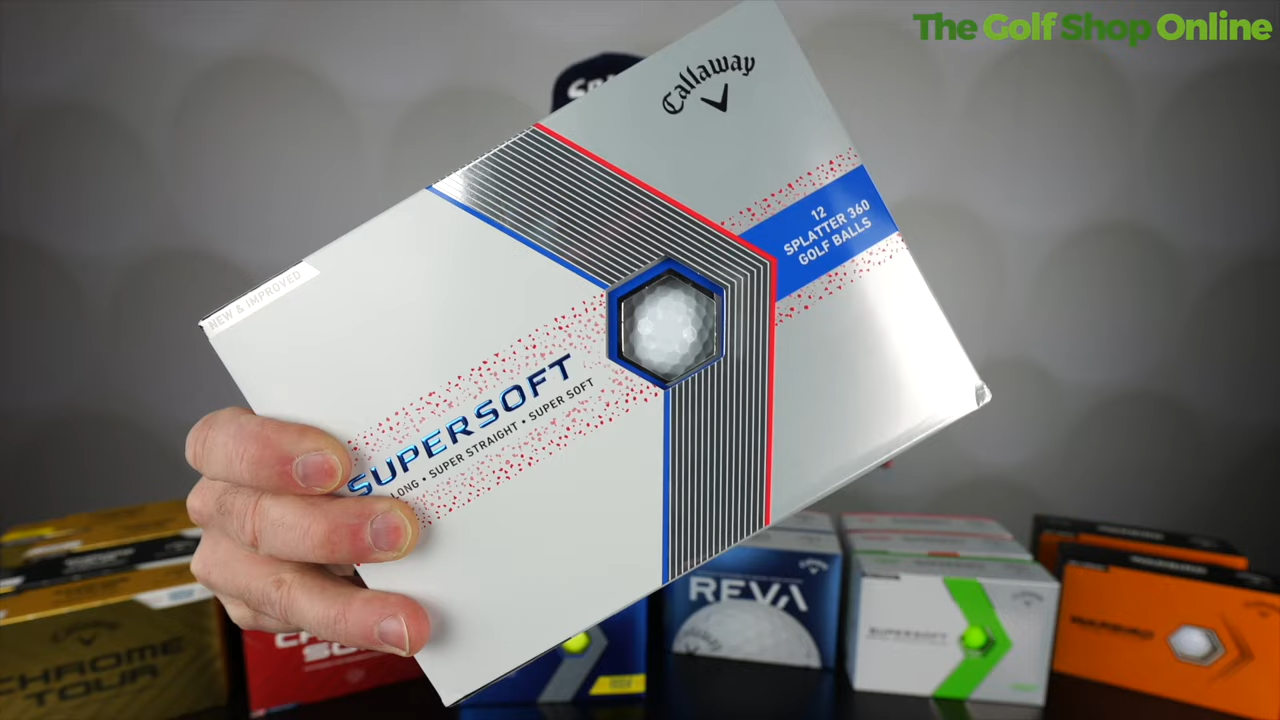 The Golf Shop Online
Callaway
12
SPLATTER 360
GOLF BALLS
NEW & IMPROVED
SUPERSOFT
LONG • SUPER STRAIGHT • SUPER SOFT
CHROME
TOUR
REVA
SUPERSOFT
WARBIRD